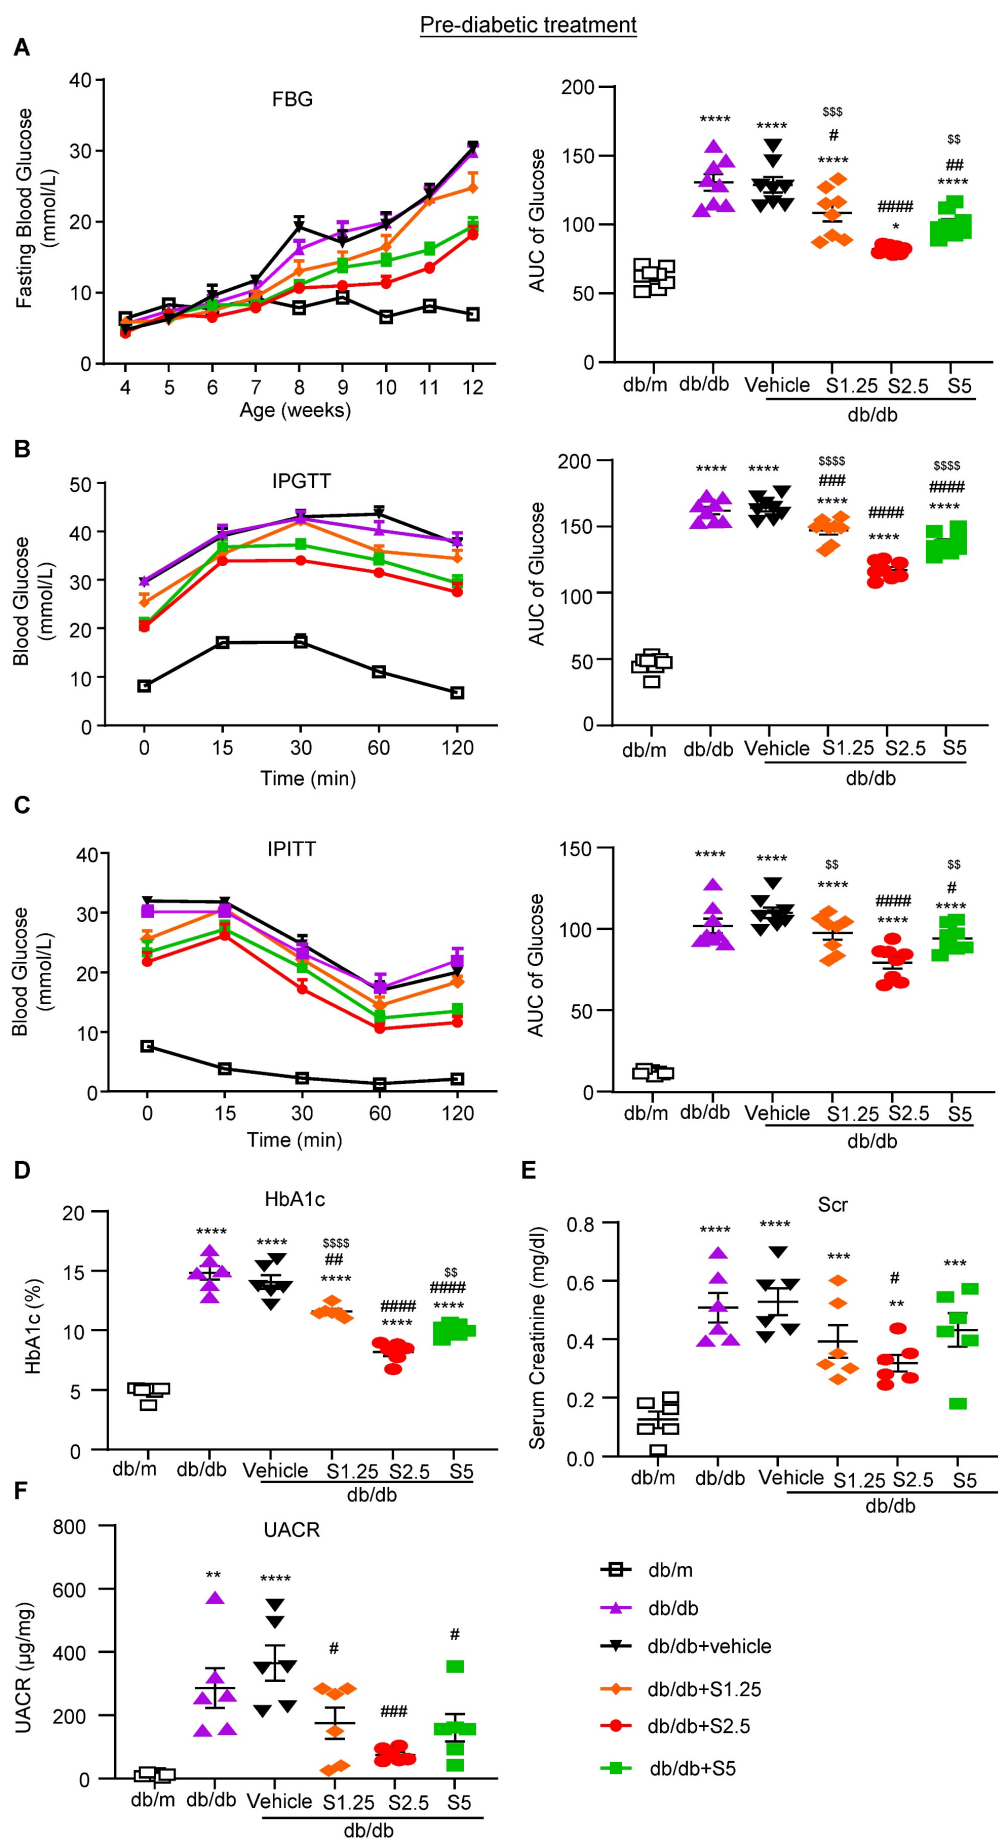 Pre-diabetic treatment
A
FBG
Fasting Blood Glucose
(mmol/L)
40
30
20
10
0
4 5 6 7 8 9 10 11 12
Age (weeks)
AUC of Glucose
200
150
100
50
0
**** **** $$$ # **** #### * $$ ## ****
db/m db/db Vehicle S1.25 S2.5 S5
db/db
B
IPGTT
Blood Glucose
(mmol/L)
50
40
30
20
10
0
0 15 30 60 120
Time (min)
AUC of Glucose
200
150
100
50
0
**** **** $$$$ ### **** #### **** $$$$ #### ****
db/m db/db Vehicle S1.25 S2.5 S5
db/db
C
IPITT
Blood Glucose
(mmol/L)
40
30
20
10
0
0 15 30 60 120
Time (min)
AUC of Glucose
150
100
50
0
**** **** $$ **** #### **** $$ # ****
db/m db/db Vehicle S1.25 S2.5 S5
db/db
D
HbA1c
HbA1c (%)
20
15
10
5
0
**** **** $$$$ ## **** #### **** $$ #### ****
db/m db/db Vehicle S1.25 S2.5 S5
db/db
E
Scr
Serum Creatinine (mg/dl)
0.8
0.6
0.4
0.2
0.0
**** **** *** # ** ***
db/m db/db Vehicle S1.25 S2.5 S5
db/db
F
UACR
UACR (µg/mg)
800
600
400
200
0
** **** # ### #
db/m db/db Vehicle S1.25 S2.5 S5
db/db
db/m
db/db
db/db+vehicle
db/db+S1.25
db/db+S2.5
db/db+S5